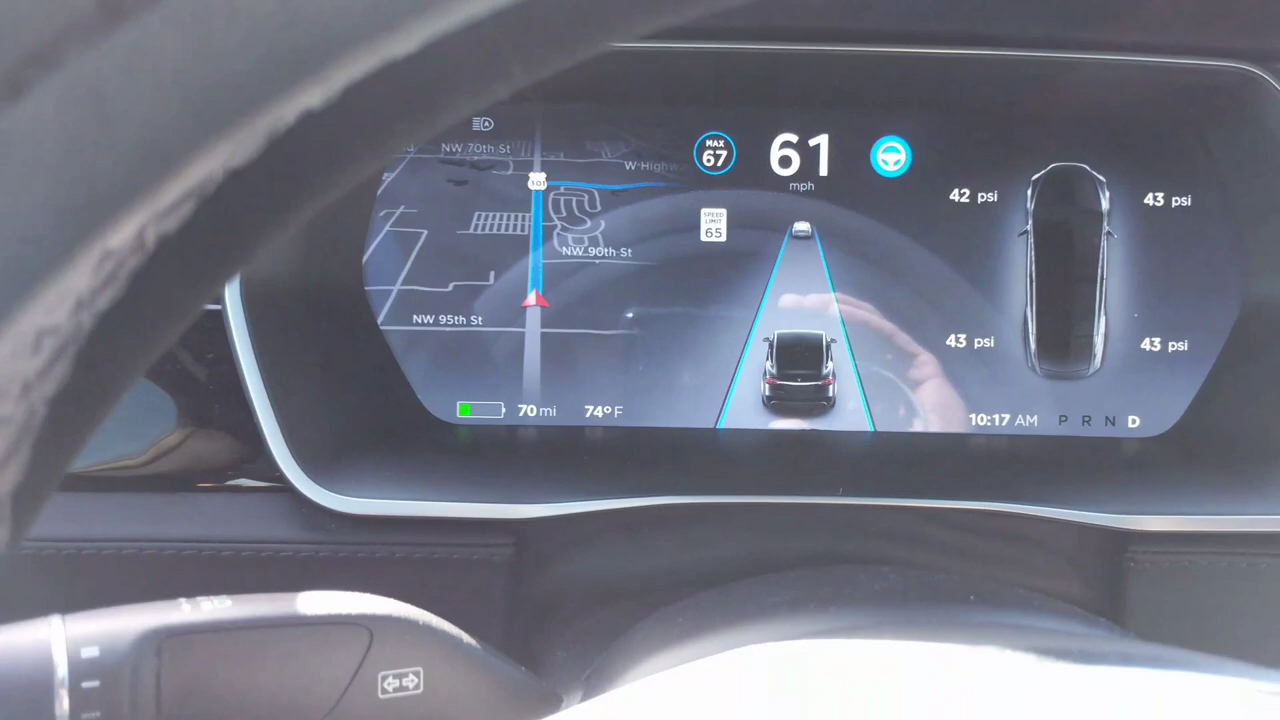 NW 70th St
W Highw
301
NW 90th St
NW 95th St
70 mi
74° F
MAX
67
61
mph
SPEED
LIMIT
65
42 psi
43 psi
43 psi
43 psi
10:17 AM
P R N D